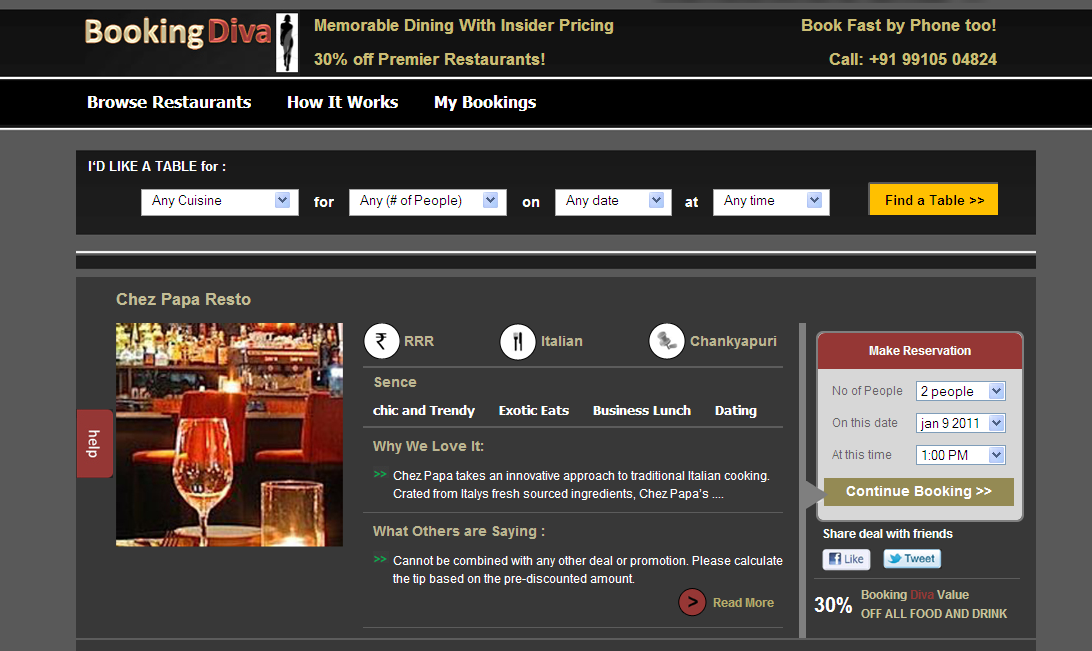 BookingDiva
Memorable Dining With Insider Pricing
30% off Premier Restaurants!
Book Fast by Phone too!
Call: +91 99105 04824
Browse Restaurants How It Works My Bookings
I'D LIKE A TABLE for :
Any Cuisine for Any (# of People) on Any date at Any time Find a Table >>
Chez Papa Resto
₹ RRR Italian Chankyapuri
Sence
chic and Trendy Exotic Eats Business Lunch Dating
Why We Love It:
>> Chez Papa takes an innovative approach to traditional Italian cooking.
Crated from Italys fresh sourced ingredients, Chez Papa's ....
What Others are Saying :
>> Cannot be combined with any other deal or promotion. Please calculate
the tip based on the pre-discounted amount.
> Read More
help
Make Reservation
No of People 2 people
On this date jan 9 2011
At this time 1:00 PM
Continue Booking >>
Share deal with friends
f Like Tweet
30% Booking Diva Value
OFF ALL FOOD AND DRINK